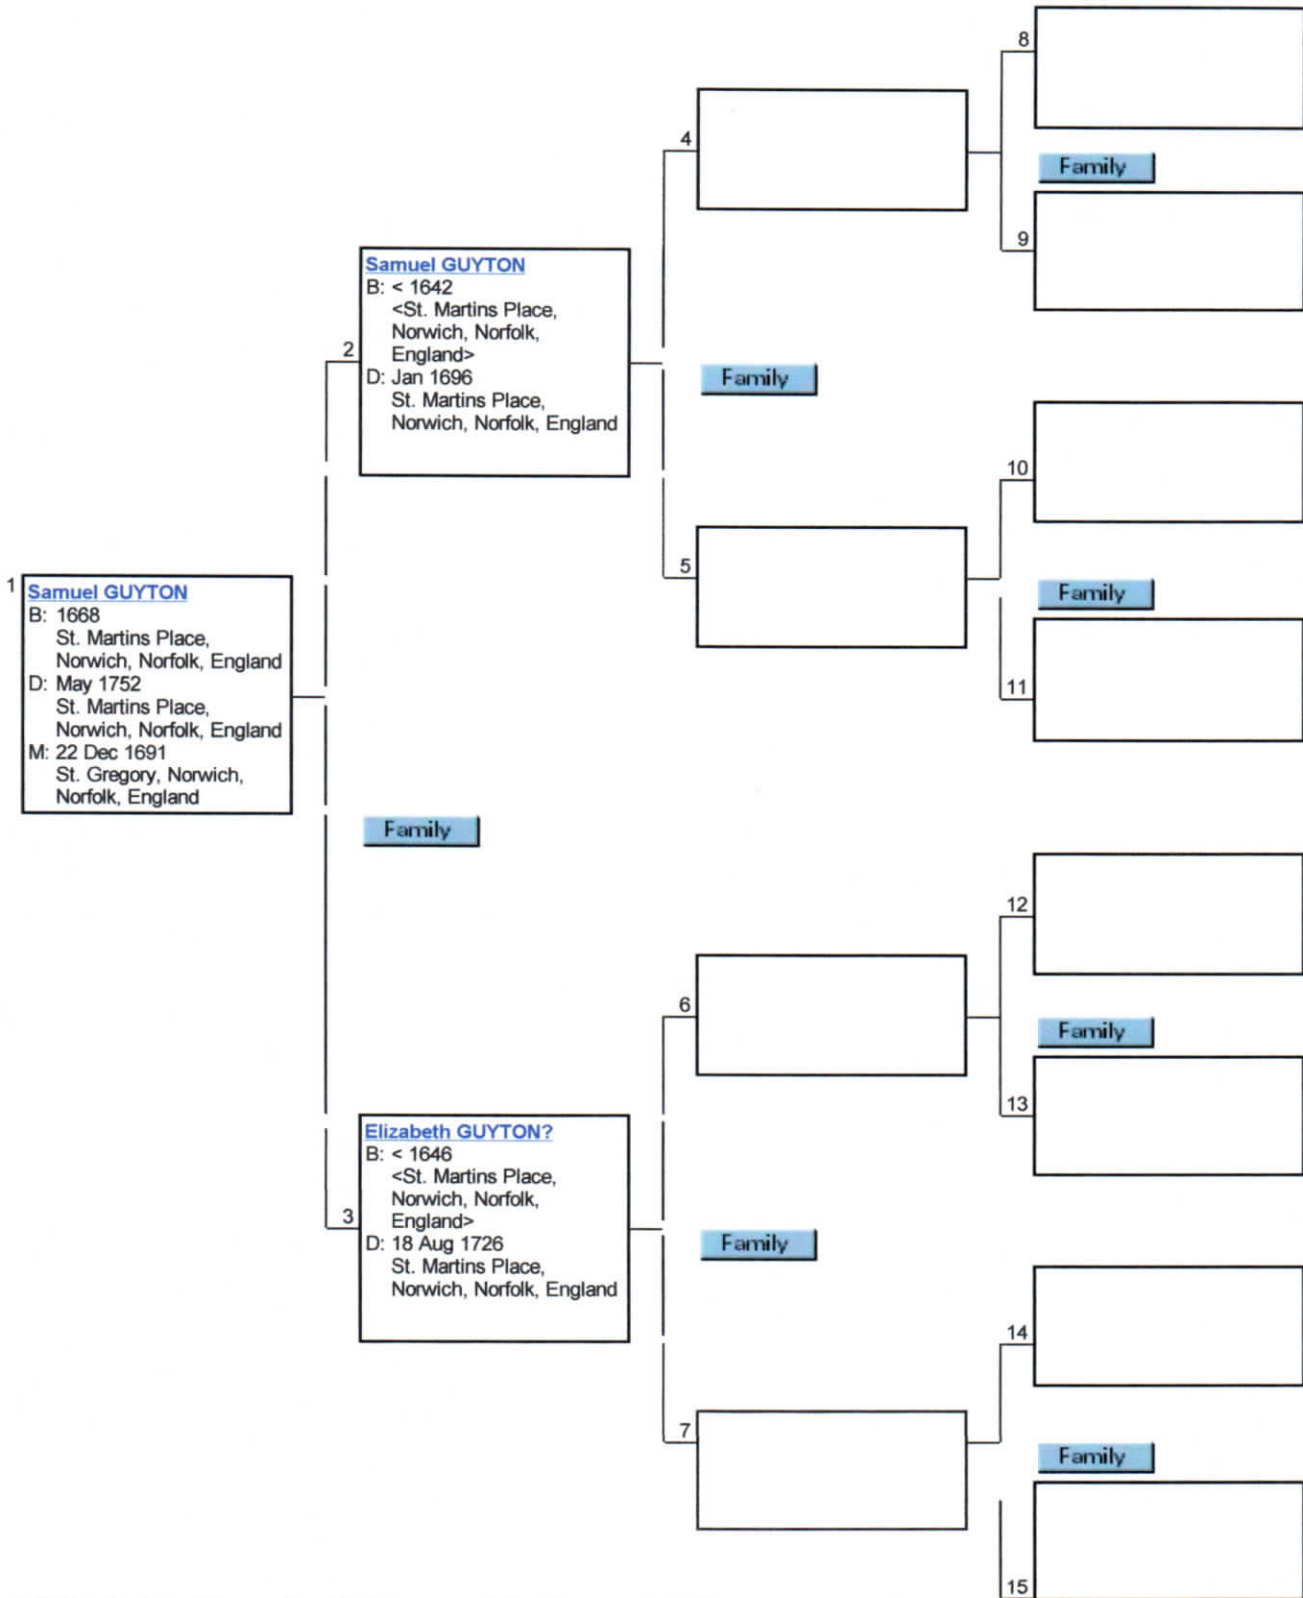 8
4
Family
9
Samuel GUYTON
B: < 1642
<St. Martins Place,
Norwich, Norfolk,
England>
D: Jan 1696
St. Martins Place,
Norwich, Norfolk, England
2
Family
10
5
Family
11
1
Samuel GUYTON
B: 1668
St. Martins Place,
Norwich, Norfolk, England
D: May 1752
St. Martins Place,
Norwich, Norfolk, England
M: 22 Dec 1691
St. Gregory, Norwich,
Norfolk, England
Family
12
6
Family
13
Elizabeth GUYTON?
B: < 1646
<St. Martins Place,
Norwich, Norfolk,
England>
D: 18 Aug 1726
St. Martins Place,
Norwich, Norfolk, England
3
Family
14
7
Family
15